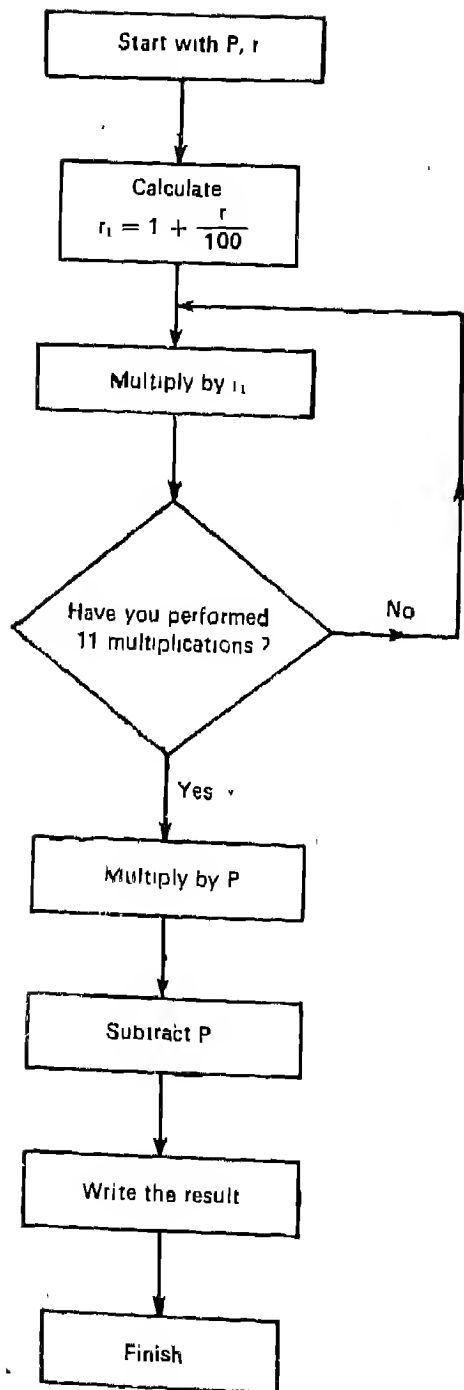 Start with P, r
Calculate
r₁ = 1 + r/100
Multiply by r₁
Have you performed
11 multiplications ?
No
Yes
Multiply by P
Subtract P
Write the result
Finish